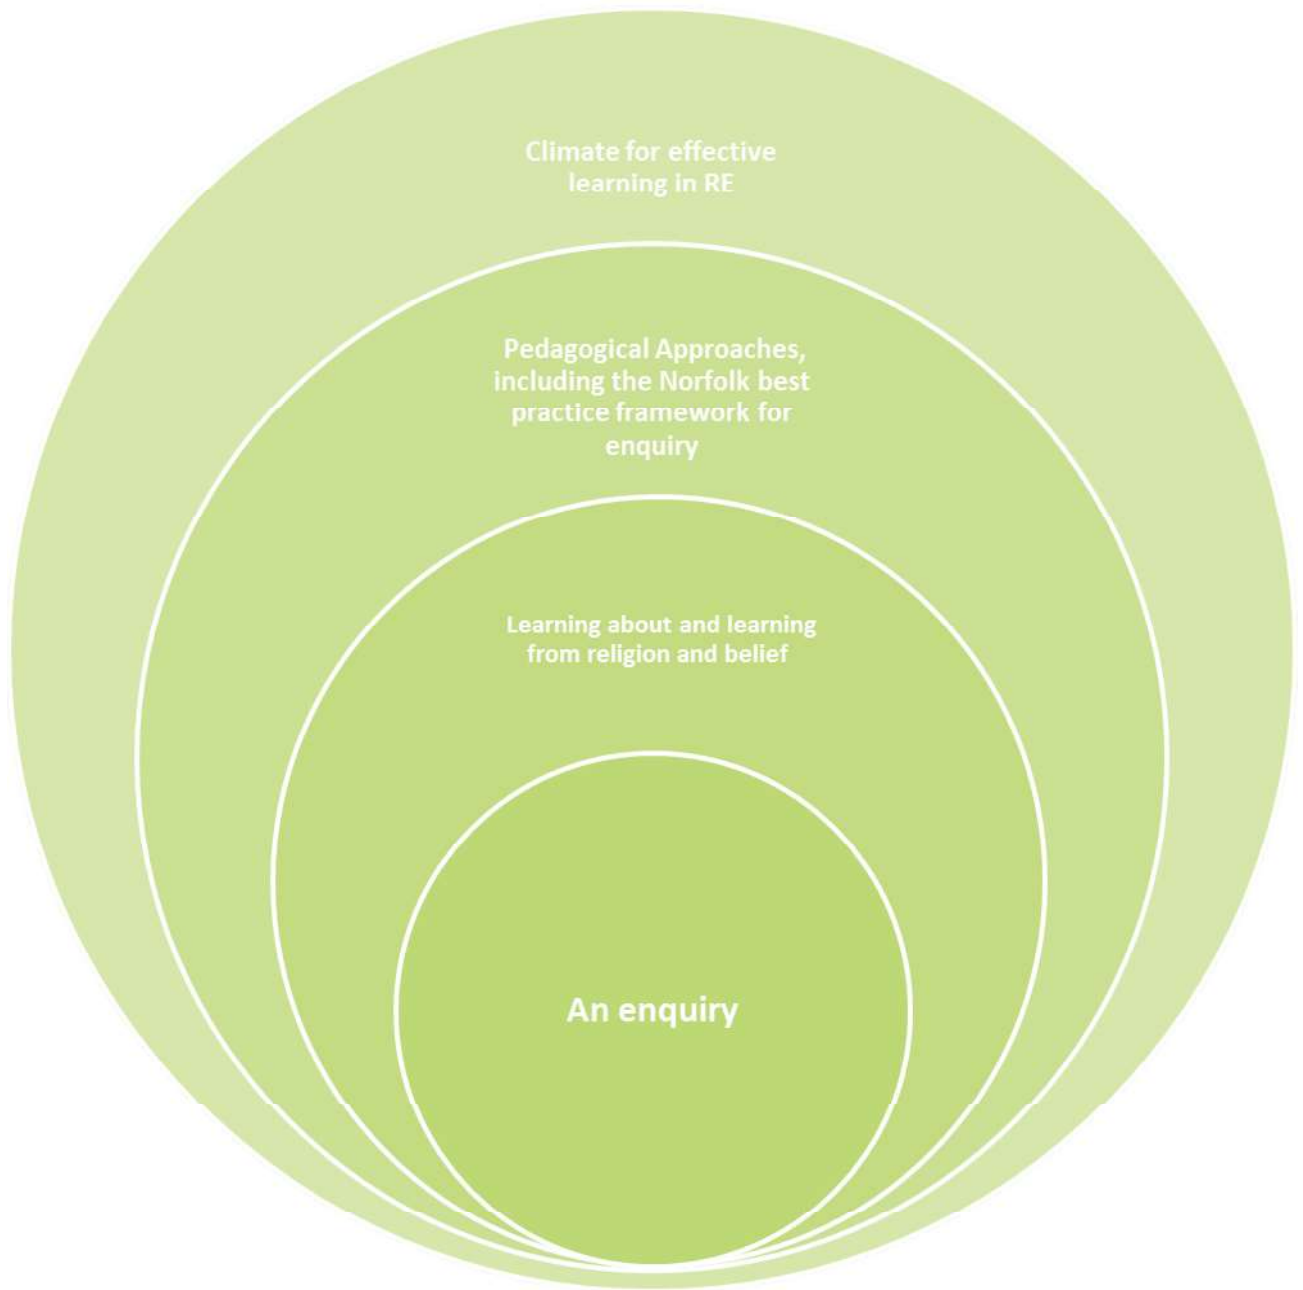 Climate for effective
learning in RE
Pedagogical Approaches,
including the Norfolk best
practice framework for
enquiry
Learning about and learning
from religion and belief
An enquiry